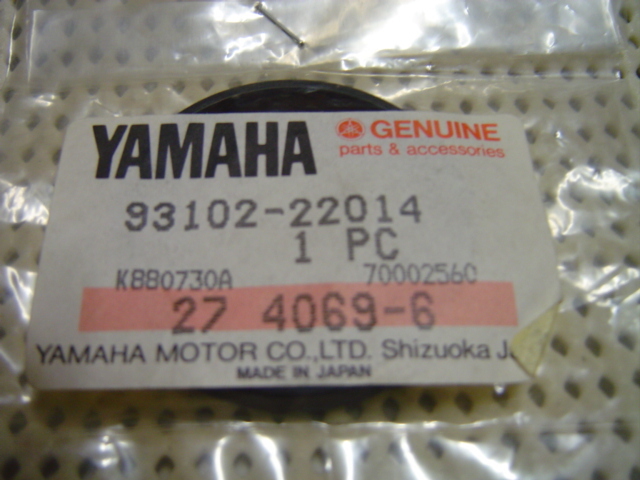 YAMAHA GENUINE
parts & accessories
93102-22014
1 PC
K880730A 70002560
27 4069-6
YAMAHA MOTOR CO.,LTD. Shizuoka
MADE IN JAPAN